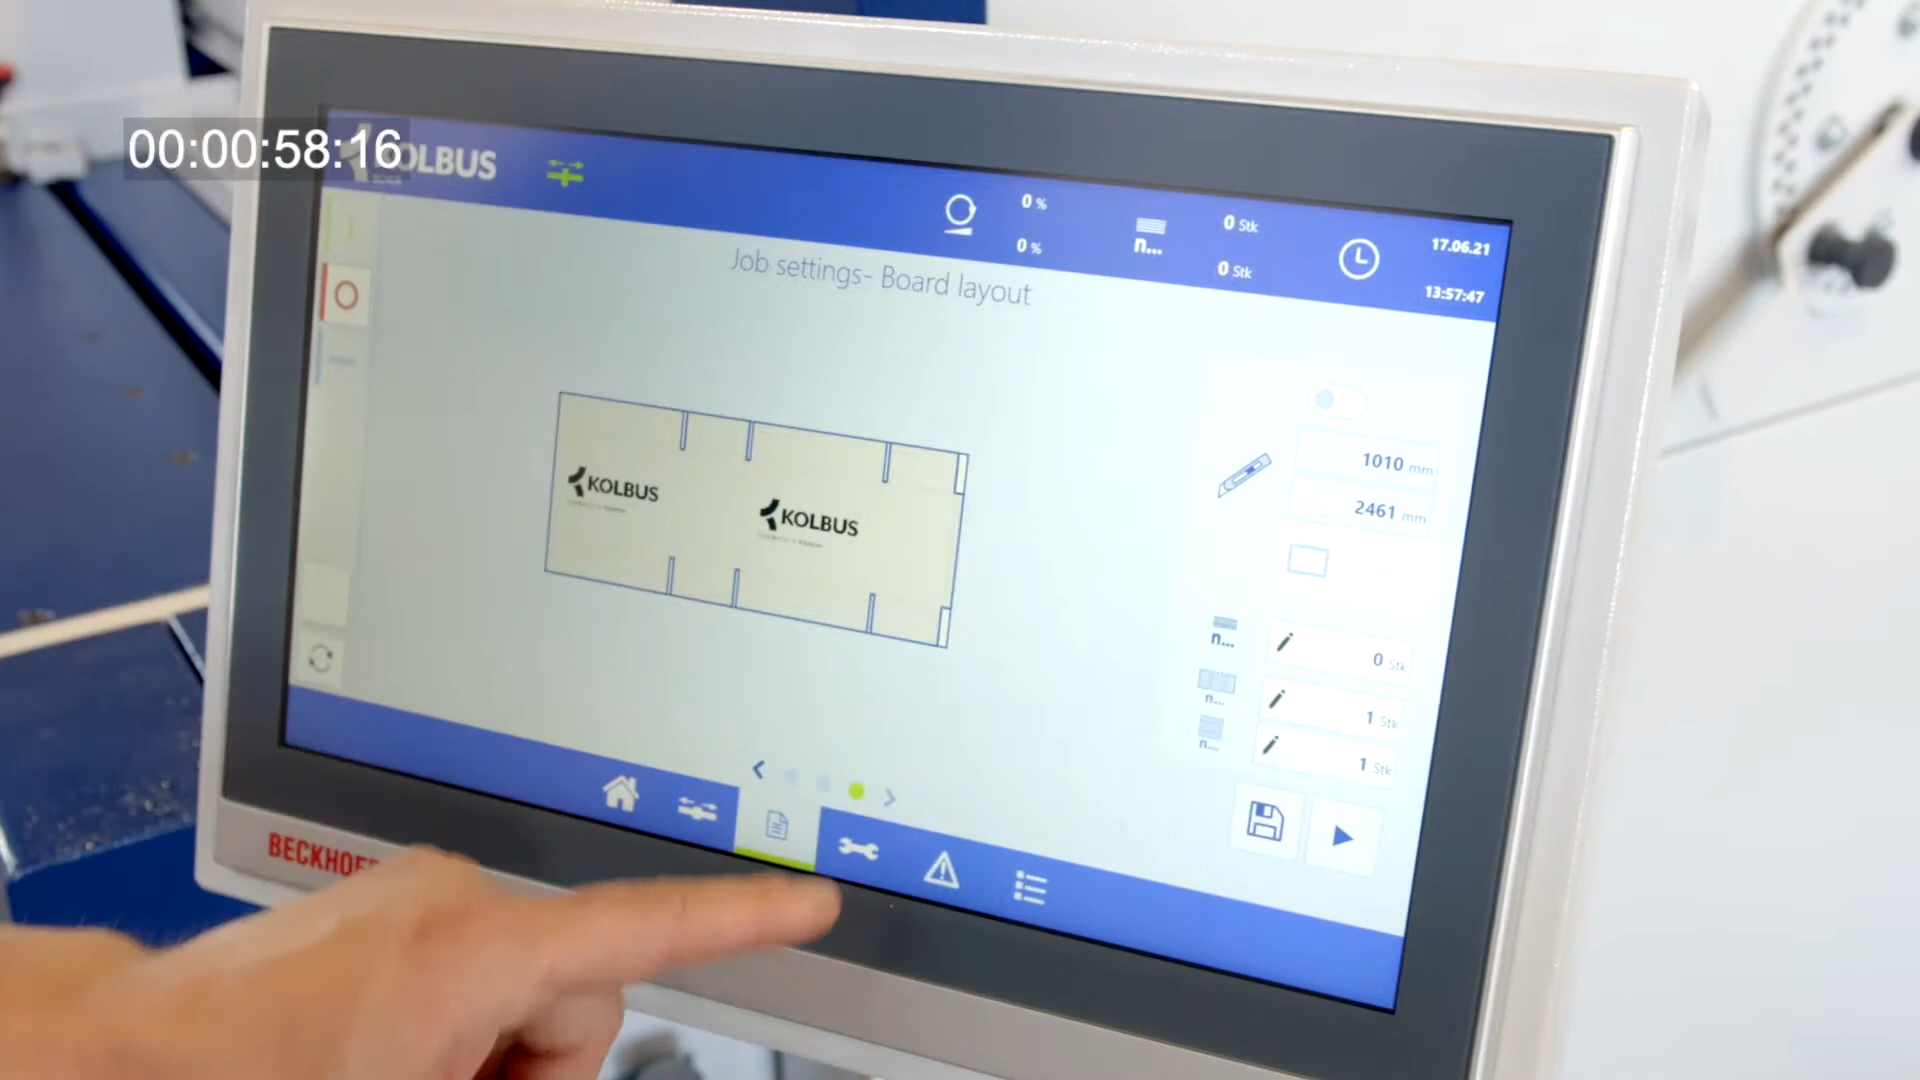 00:00:58:16
KOLBUS
0 %
0 %
n...
0 Stk
0 Stk
17.06.21
13:57:47
Job settings- Board layout
1010 mm
2461 mm
KOLBUS
KOLBUS
n...
0 Stk
n...
1 Stk
n...
1 Stk
BECKHOFF